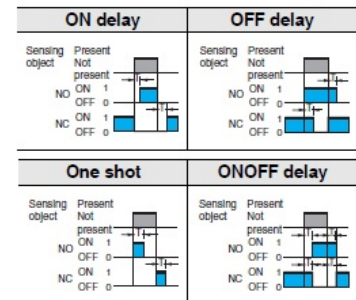 ON delay
OFF delay
Sensing object
Present
Not present
T
NO ON 1
OFF 0
T
NC ON 1
OFF 0
Sensing object
Present
Not present
T
NO ON 1
OFF 0
T
NC ON 1
OFF 0
One shot
ONOFF delay
Sensing object
Present
Not present
T
NO ON 1
OFF 0
T
NC ON 1
OFF 0
Sensing object
Present
Not present
T
T
NO ON 1
OFF 0
T
T
NC ON 1
OFF 0